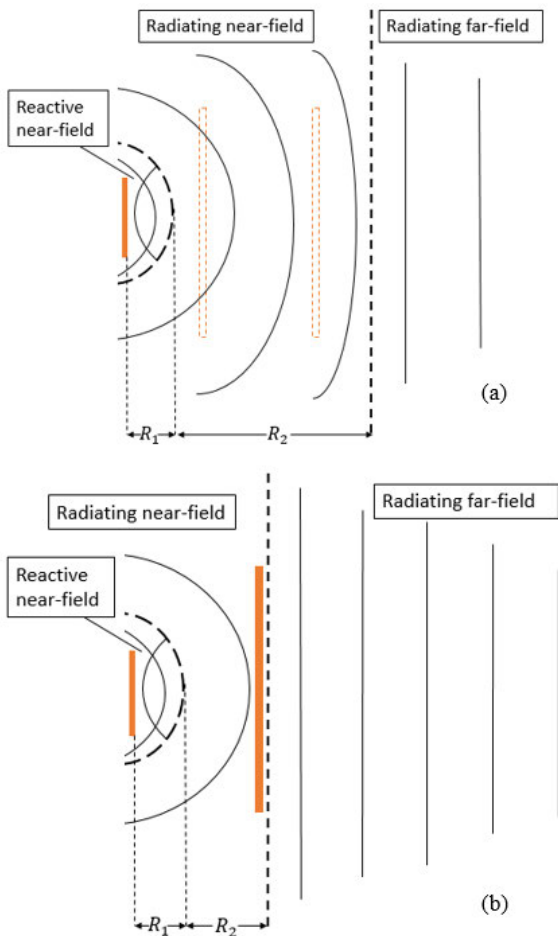 Radiating near-field
Radiating far-field
Reactive
near-field
R₁
R₂
(a)
Radiating near-field
Radiating far-field
Reactive
near-field
R₁
R₂
(b)